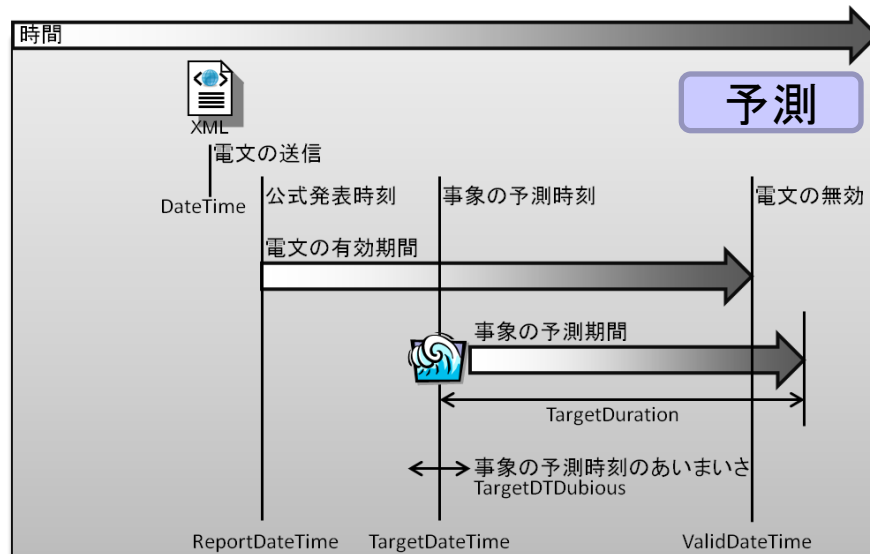 時間
予測
XML
電文の送信
DateTime
公式発表時刻
事象の予測時刻
電文の無効
電文の有効期間
事象の予測期間
TargetDuration
事象の予測時刻のあいまいさ
TargetDTDubious
ReportDateTime
TargetDateTime
ValidDateTime